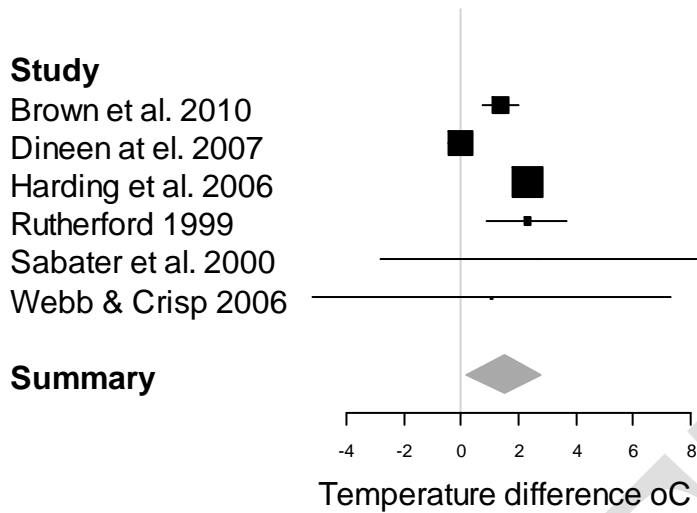 Study
Brown et al. 2010
Dineen at el. 2007
Harding et al. 2006
Rutherford 1999
Sabater et al. 2000
Webb & Crisp 2006
Summary
-4 -2 0 2 4 6 8
Temperature difference oC